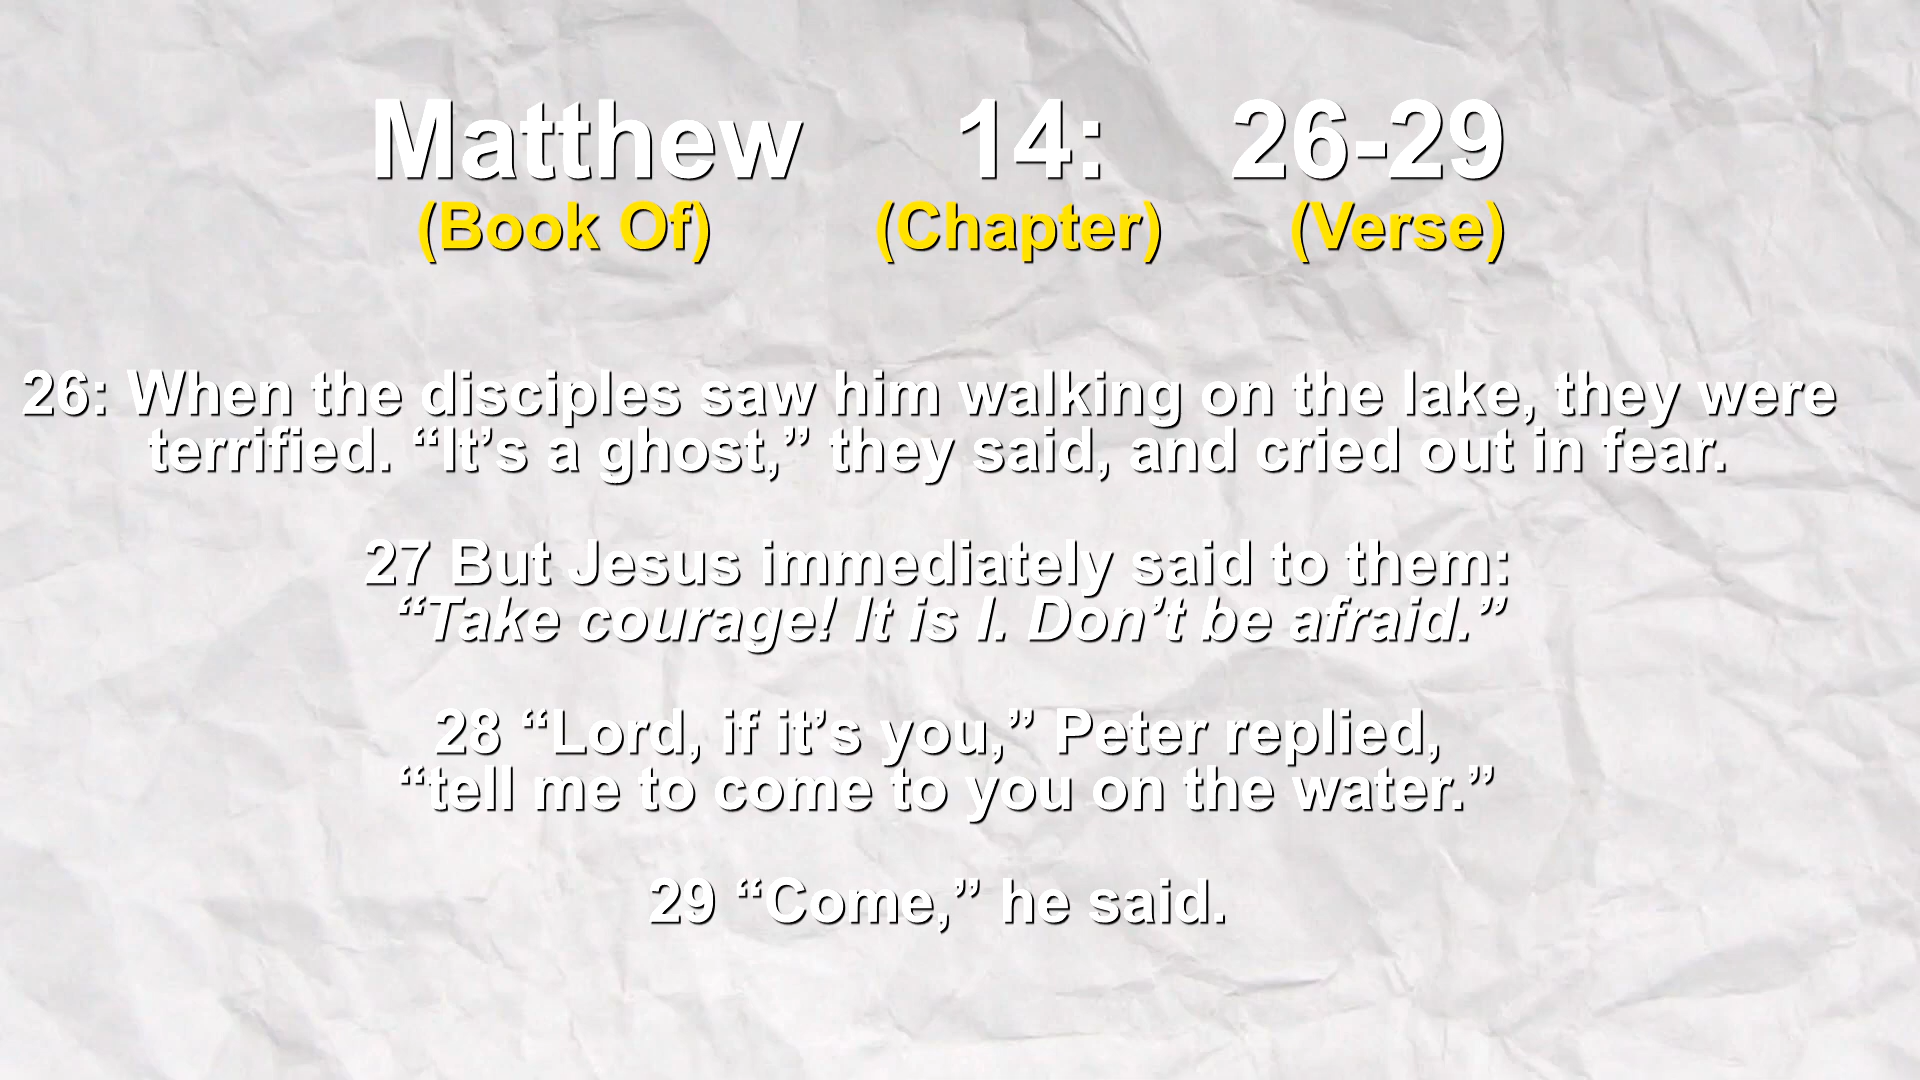 Matthew 14: 26-29
(Book Of) (Chapter) (Verse)
26: When the disciples saw him walking on the lake, they were
terrified. “It’s a ghost,” they said, and cried out in fear.
27 But Jesus immediately said to them:
“Take courage! It is I. Don’t be afraid.”
28 “Lord, if it’s you,” Peter replied,
“tell me to come to you on the water.”
29 “Come,” he said.